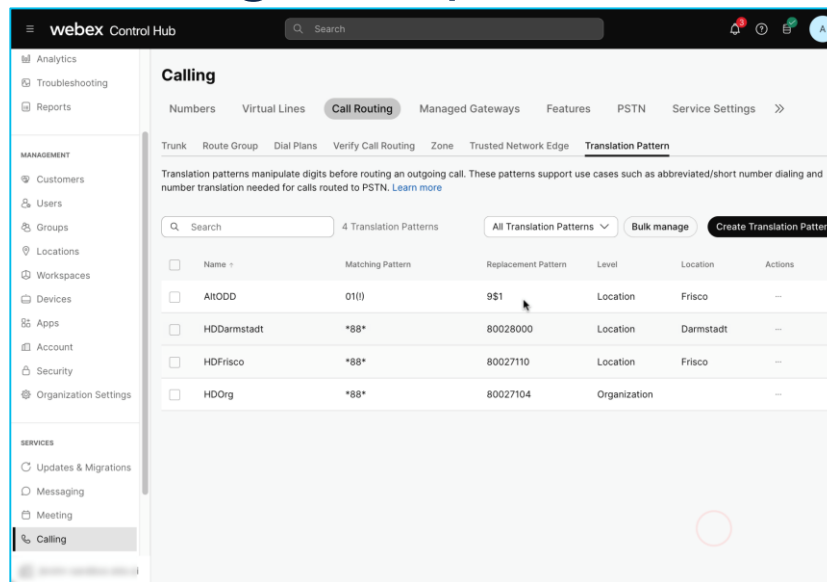 webex Control Hub
Search
3
A
Analytics
Troubleshooting
Reports
MANAGEMENT
Customers
Users
Groups
Locations
Workspaces
Devices
Apps
Account
Security
Organization Settings
SERVICES
Updates & Migrations
Messaging
Meeting
Calling
Calling
Numbers Virtual Lines Call Routing Managed Gateways Features PSTN Service Settings
Trunk Route Group Dial Plans Verify Call Routing Zone Trusted Network Edge Translation Pattern
Translation patterns manipulate digits before routing an outgoing call. These patterns support use cases such as abbreviated/short number dialing and
number translation needed for calls routed to PSTN. Learn more
Search 4 Translation Patterns All Translation Patterns Bulk manage Create Translation Patter
Name ↑ Matching Pattern Replacement Pattern Level Location Actions
AltODD 01(!) 9$1 Location Frisco ...
HDDarmstadt *88* 80028000 Location Darmstadt ...
HDFrisco *88* 80027110 Location Frisco ...
HDOrg *88* 80027104 Organization ...